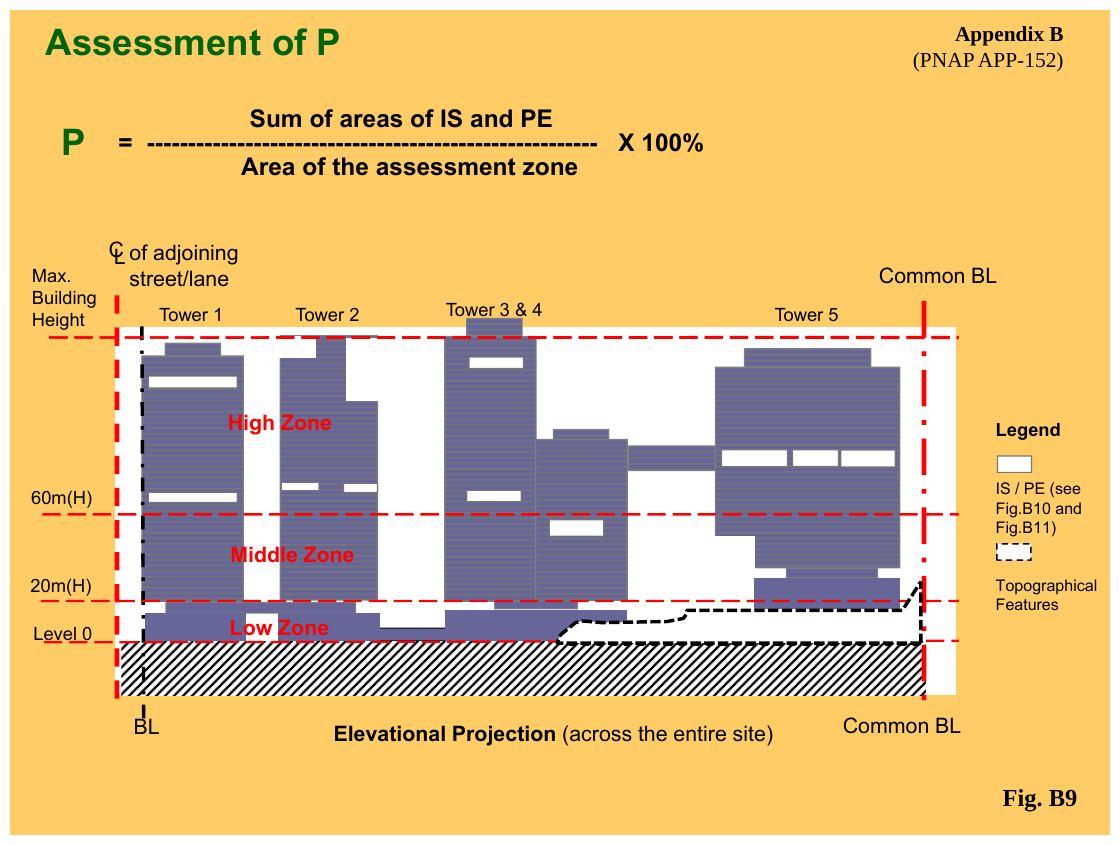 Assessment of P
Appendix B
(PNAP APP-152)
Sum of areas of IS and PE
P = ------------------------------------------------------- X 100%
Area of the assessment zone
℄ of adjoining
street/lane
Max.
Building
Height
Common BL
Tower 1
Tower 2
Tower 3 & 4
Tower 5
High Zone
60m(H)
Middle Zone
20m(H)
Low Zone
Level 0
Legend
IS / PE (see
Fig.B10 and
Fig.B11)
Topographical
Features
BL
Elevational Projection (across the entire site)
Common BL
Fig. B9